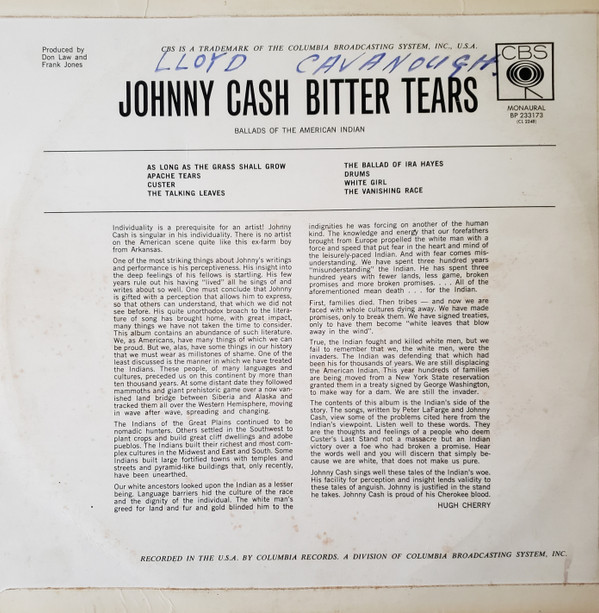 Produced by
Don Law and
Frank Jones
CBS IS A TRADEMARK OF THE COLUMBIA BROADCASTING SYSTEM, INC., U.S.A.
LLOYD CAVANOUGH.
CBS
MONAURAL
BP 233173
(CL 2248)
JOHNNY CASH BITTER TEARS
BALLADS OF THE AMERICAN INDIAN
AS LONG AS THE GRASS SHALL GROW
APACHE TEARS
CUSTER
THE TALKING LEAVES
THE BALLAD OF IRA HAYES
DRUMS
WHITE GIRL
THE VANISHING RACE
Individuality is a prerequisite for an artist! Johnny
Cash is singular in his individuality. There is no artist
on the American scene quite like this ex-farm boy
from Arkansas.
One of the most striking things about Johnny's writings
and performance is his perceptiveness. His insight into
the deep feelings of his fellows is startling. His few
years rule out his having "lived" all he sings of and
writes about so well. One must conclude that Johnny
is gifted with a perception that allows him to express,
so that others can understand, that which we did not
see before. His quite unorthodox broach to the litera-
ture of song has brought home, with great impact,
many things we have not taken the time to consider.
This album contains an abundance of such literature.
We, as Americans, have many things of which we can
be proud. But we, alas, have some things in our history
that we must wear as millstones of shame. One of the
least discussed is the manner in which we have treated
the Indians. These people, of many languages and
cultures, preceded us on this continent by more than
ten thousand years. At some distant date they followed
mammoths and giant prehistoric game over a now van-
ished land bridge between Siberia and Alaska and
tracked them all over the Western Hemisphere, moving
in wave after wave, spreading and changing.
The Indians of the Great Plains continued to be
nomadic hunters. Others settled in the Southwest to
plant crops and build great cliff dwellings and adobe
pueblos. The Indians built their richest and most com-
plex cultures in the Midwest and East and South. Some
Indians built large fortified towns with temples and
streets and pyramid-like buildings that, only recently,
have been unearthed.
Our white ancestors looked upon the Indian as a lesser
being. Language barriers hid the culture of the race
and the dignity of the individual. The white man's
greed for land and fur and gold blinded him to the
indignities he was forcing on another of the human
kind. The knowledge and energy that our forefathers
brought from Europe propelled the white man with a
force and speed that put fear in the heart and mind of
the leisurely-paced Indian. And with fear comes mis-
understanding. We have spent three hundred years
"misunderstanding" the Indian. He has spent three
hundred years with fewer lands, less game, broken
promises and more broken promises. . . . All of the
aforementioned mean death . . . . for the Indian.
First, families died. Then tribes — and now we are
faced with whole cultures dying away. We have made
promises, only to break them. We have signed treaties,
only to have them become "white leaves that blow
away in the wind".
True, the Indian fought and killed white men, but we
fail to remember that we, the white men, were the
invaders. The Indian was defending that which had
been his for thousands of years. We are still displacing
the American Indian. This year hundreds of families
are being moved from a New York State reservation
granted them in a treaty signed by George Washington,
to make way for a dam. We are still the invader.
The contents of this album is the Indian's side of the
story. The songs, written by Peter LaFarge and Johnny
Cash, view some of the problems cited here from the
Indian's viewpoint. Listen well to these words. They
are the thoughts and feelings of a people who deem
Custer's Last Stand not a massacre but an Indian
victory over a foe who had broken a promise. Hear
the words well and you will discern that simply be-
cause we are white, that does not make us pure.
Johnny Cash sings well these tales of the Indian's woe.
His facility for perception and insight lends validity to
these tales of anguish. Johnny is justified in the stand
he takes. Johnny Cash is proud of his Cherokee blood.
HUGH CHERRY
RECORDED IN THE U.S.A. BY COLUMBIA RECORDS. A DIVISION OF COLUMBIA BROADCASTING SYSTEM, INC.